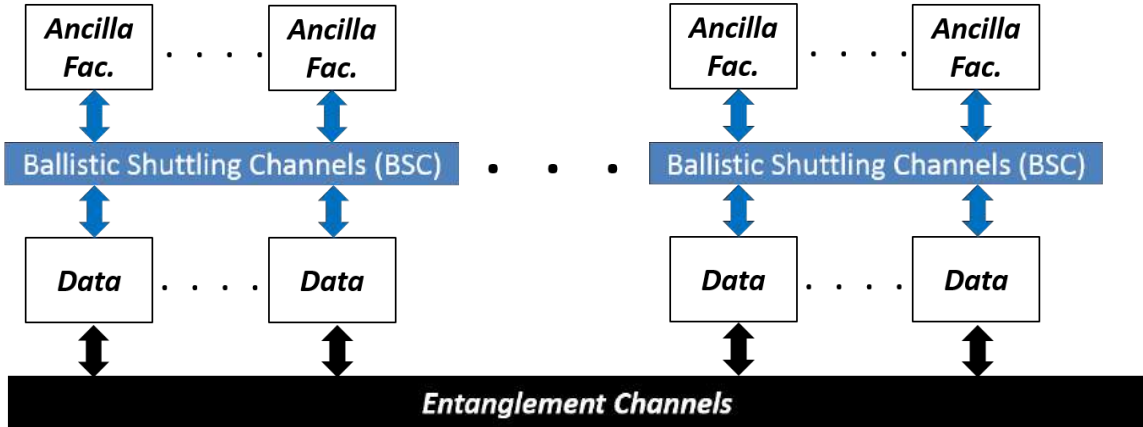 Ancilla
Fac.
. . . .
Ancilla
Fac.
Ancilla
Fac.
. . . .
Ancilla
Fac.
Ballistic Shuttling Channels (BSC)
. . .
Ballistic Shuttling Channels (BSC)
Data
. . . .
Data
Data
. . . .
Data
Entanglement Channels